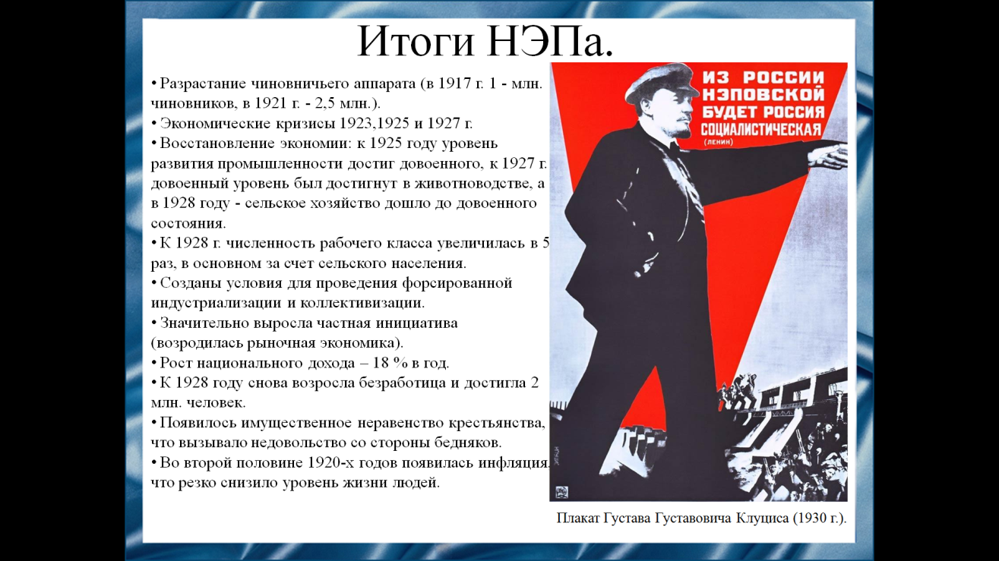 Итоги НЭПа.
• Разрастание чиновничьего аппарата (в 1917 г. 1 - млн.
чиновников, в 1921 г. - 2,5 млн.).
• Экономические кризисы 1923,1925 и 1927 г.
• Восстановление экономии: к 1925 году уровень
развития промышленности достиг довоенного, к 1927 г.
довоенный уровень был достигнут в животноводстве, а
в 1928 году - сельское хозяйство дошло до довоенного
состояния.
• К 1928 г. численность рабочего класса увеличилась в 5
раз, в основном за счет сельского населения.
• Созданы условия для проведения форсированной
индустриализации и коллективизации.
• Значительно выросла частная инициатива
(возродилась рыночная экономика).
• Рост национального дохода – 18 % в год.
• К 1928 году снова возросла безработица и достигла 2
млн. человек.
• Появилось имущественное неравенство крестьянства,
что вызывало недовольство со стороны бедняков.
• Во второй половине 1920-х годов появилась инфляция,
что резко снизило уровень жизни людей.
ИЗ РОССИИ
НЭПОВСКОЙ
БУДЕТ РОССИЯ
СОЦИАЛИСТИЧЕСКАЯ
(ЛЕНИН)
Плакат Густава Густавовича Клуциса (1930 г.).